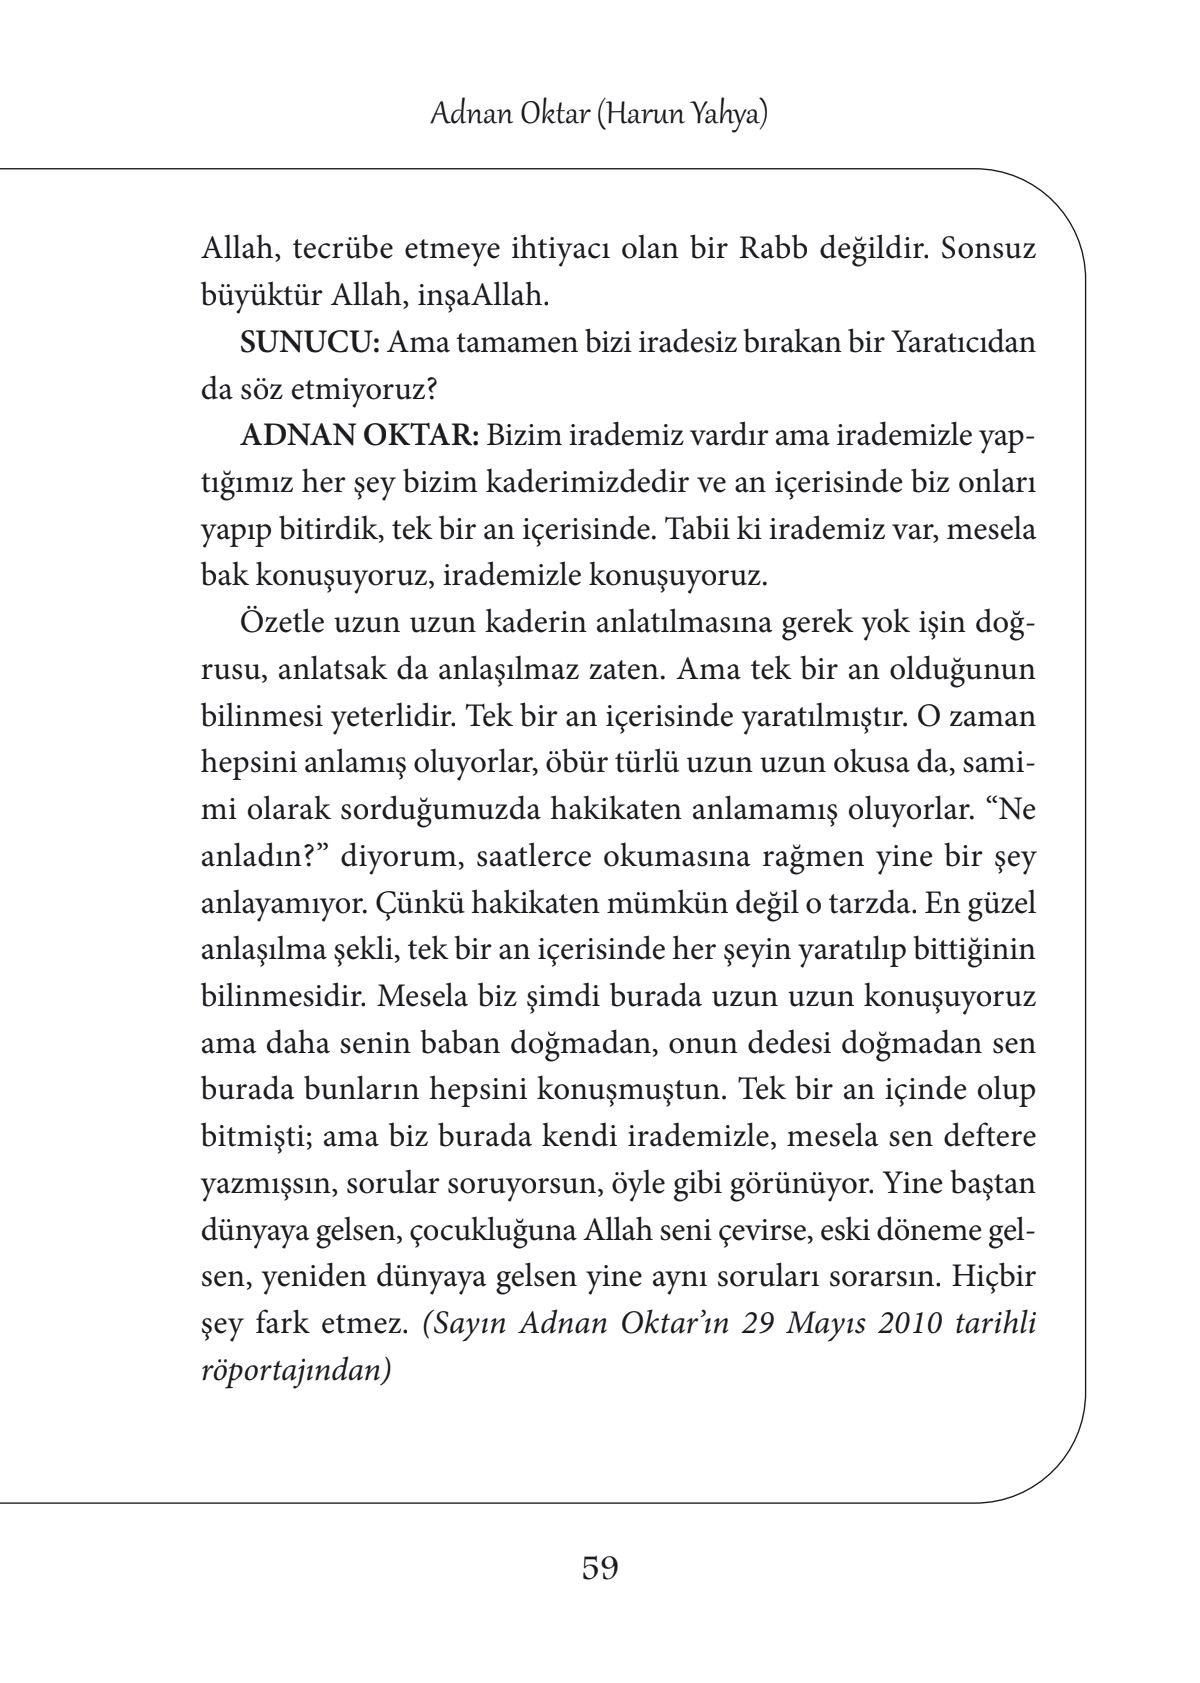 Adnan Oktar (Harun Yahya)
Allah, tecrübe etmeye ihtiyacı olan bir Rabb değildir. Sonsuz
büyüktür Allah, inşaAllah.
SUNUCU: Ama tamamen bizi iradesiz bırakan bir Yaratıcıdan
da söz etmiyoruz?
ADNAN OKTAR: Bizim irademiz vardır ama irademizle yap-
tığımız her şey bizim kaderimizdedir ve an içerisinde biz onları
yapıp bitirdik, tek bir an içerisinde. Tabii ki irademiz var, mesela
bak konuşuyoruz, irademizle konuşuyoruz.
Özetle uzun uzun kaderin anlatılmasına gerek yok işin doğ-
rusu, anlatsak da anlaşılmaz zaten. Ama tek bir an olduğunun
bilinmesi yeterlidir. Tek bir an içerisinde yaratılmıştır. O zaman
hepsini anlamış oluyorlar, öbür türlü uzun uzun okusa da, sami-
mi olarak sorduğumuzda hakikaten anlamamış oluyorlar. “Ne
anladın?” diyorum, saatlerce okumasına rağmen yine bir şey
anlayamıyor. Çünkü hakikaten mümkün değil o tarzda. En güzel
anlaşılma şekli, tek bir an içerisinde her şeyin yaratılıp bittiğinin
bilinmesidir. Mesela biz şimdi burada uzun uzun konuşuyoruz
ama daha senin baban doğmadan, onun dedesi doğmadan sen
burada bunların hepsini konuşmuştun. Tek bir an içinde olup
bitmişti; ama biz burada kendi irademizle, mesela sen deftere
yazmışsın, sorular soruyorsun, öyle gibi görünüyor. Yine baştan
dünyaya gelsen, çocukluğuna Allah seni çevirse, eski döneme gel-
sen, yeniden dünyaya gelsen yine aynı soruları sorarsın. Hiçbir
şey fark etmez. (Sayın Adnan Oktar’ın 29 Mayıs 2010 tarihli
röportajından)
59